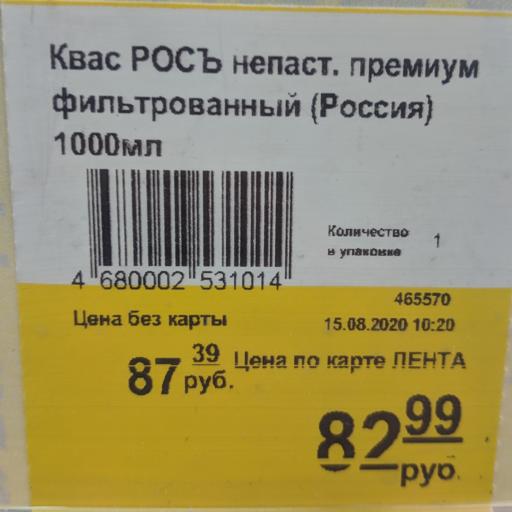 Квас РОСЪ непаст. премиум
фильтрованный (Россия)
1000мл
Количество
в упаковке 1
4 680002 531014
465570
Цена без карты 15.08.2020 10:20
87 39 руб.
Цена по карте ЛЕНТА
82 99 руб.